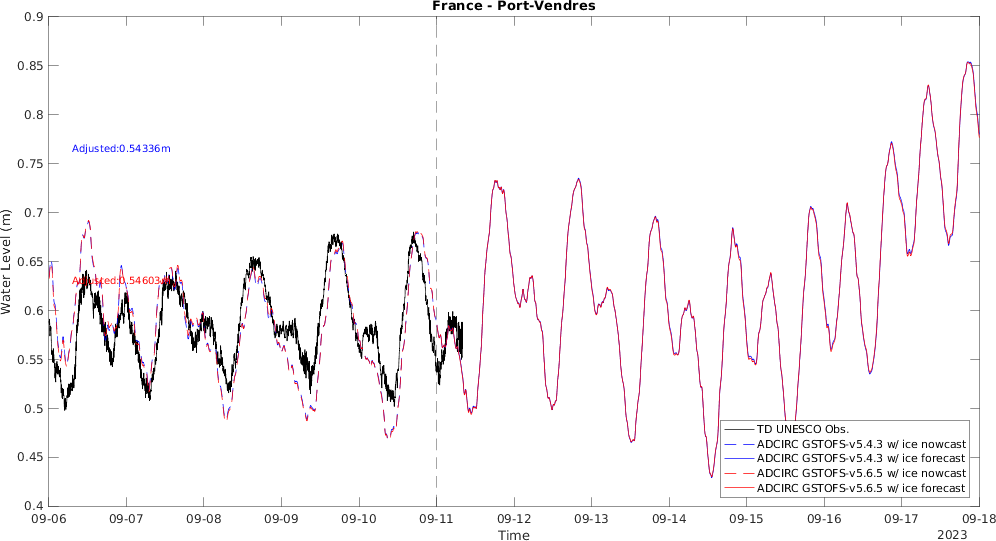 France - Port-Vendres
0.9
0.85
0.8
0.75
0.7
0.65
0.6
0.55
0.5
0.45
0.4
Water Level (m)
Adjusted:0.54336m
Adjusted:0.54603m
TD UNESCO Obs.
ADCIRC GSTOFS-v5.4.3 w/ ice nowcast
ADCIRC GSTOFS-v5.4.3 w/ ice forecast
ADCIRC GSTOFS-v5.6.5 w/ ice nowcast
ADCIRC GSTOFS-v5.6.5 w/ ice forecast
09-06 09-07 09-08 09-09 09-10 09-11 09-12 09-13 09-14 09-15 09-16 09-17 09-18
Time
2023